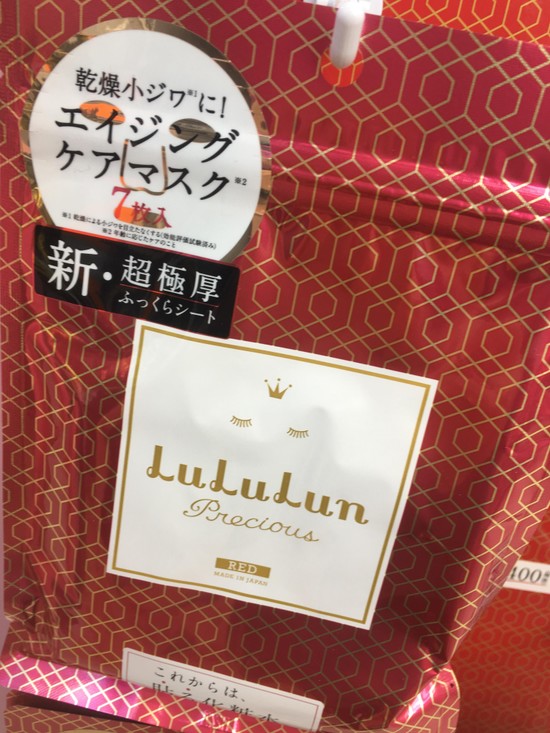 乾燥小ジワ※1に!
エイジング
ケアマスク※2
7枚入
※1 乾燥による小ジワを目立たなくする(効能評価試験済み)
※2 年齢に応じたケアのこと
新・超極厚
ふっくらシート
LuLuLun
Precious
RED
MADE IN JAPAN
400
これからは、